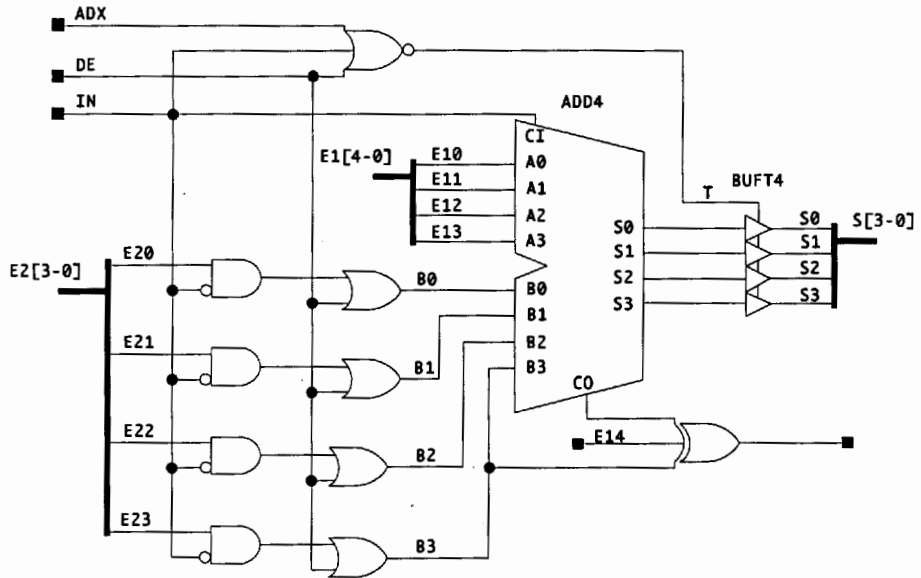 ADX
DE
IN
ADD4
CI
E1[4-0]
E10
A0
E11
A1
E12
A2
E13
A3
T
BUFT4
S0
S0
S[3-0]
S1
S1
S2
S2
S3
S3
E2[3-0]
E20
B0
B0
B1
E21
B1
B2
B3
CO
E14
E22
B2
E23
B3